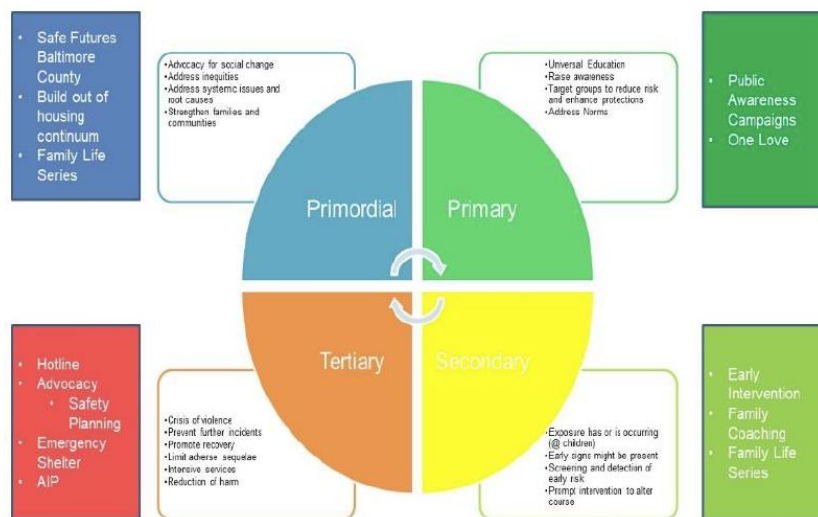 • Safe Futures
Baltimore
County
• Build out of
housing
continuum
• Family Life
Series
•Advocacy for social change
•Address inequities
•Address systemic issues and
root causes
•Strengthen families and
communities
•Universal Education
•Raise awareness
•Target groups to reduce risk
and enhance protections
•Address Norms
• Public
Awareness
Campaigns
• One Love
Primordial
Primary
Tertiary
Secondary
• Hotline
• Advocacy
• Safety
Planning
• Emergency
Shelter
• AIP
•Crisis of violence
•Prevent further incidents
•Promote recovery
•Limit adverse sequelae
•Intensive services
•Reduction of harm
•Exposure has or is occurring
(@ children)
•Early signs might be present
•Screening and detection of
early risk
•Prompt intervention to alter
course
• Early
Intervention
• Family
Coaching
• Family Life
Series